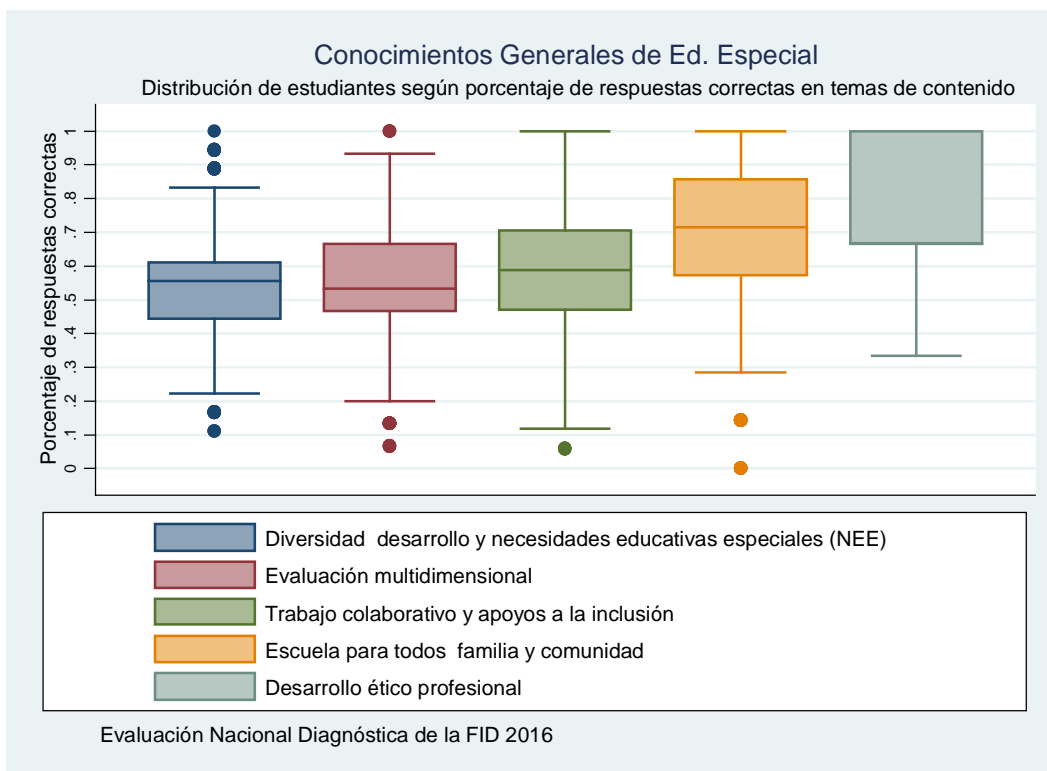 Conocimientos Generales de Ed. Especial
Distribución de estudiantes según porcentaje de respuestas correctas en temas de contenido
Porcentaje de respuestas correctas
1
.9
.8
.7
.6
.5
.4
.3
.2
.1
0
Diversidad  desarrollo y necesidades educativas especiales (NEE)
Evaluación multidimensional
Trabajo colaborativo y apoyos a la inclusión
Escuela para todos  familia y comunidad
Desarrollo ético profesional
Evaluación Nacional Diagnóstica de la FID 2016